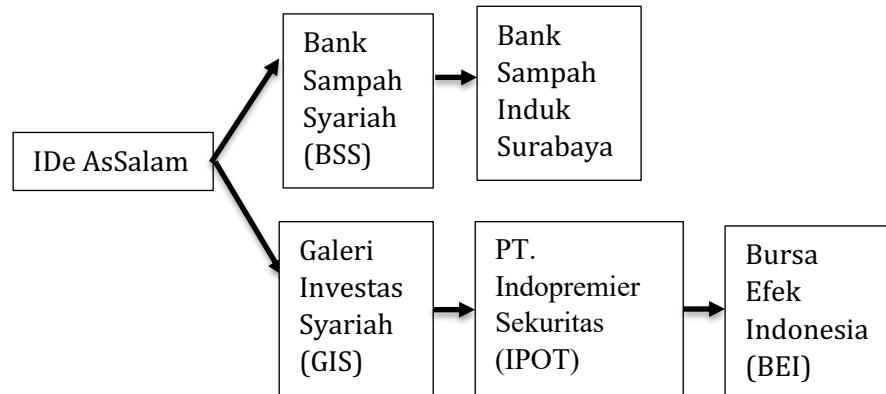 IDe AsSalam
Bank
Sampah
Syariah
(BSS)
Bank
Sampah
Induk
Surabaya
Galeri
Investas
Syariah
(GIS)
PT.
Indopremier
Sekuritas
(IPOT)
Bursa
Efek
Indonesia
(BEI)